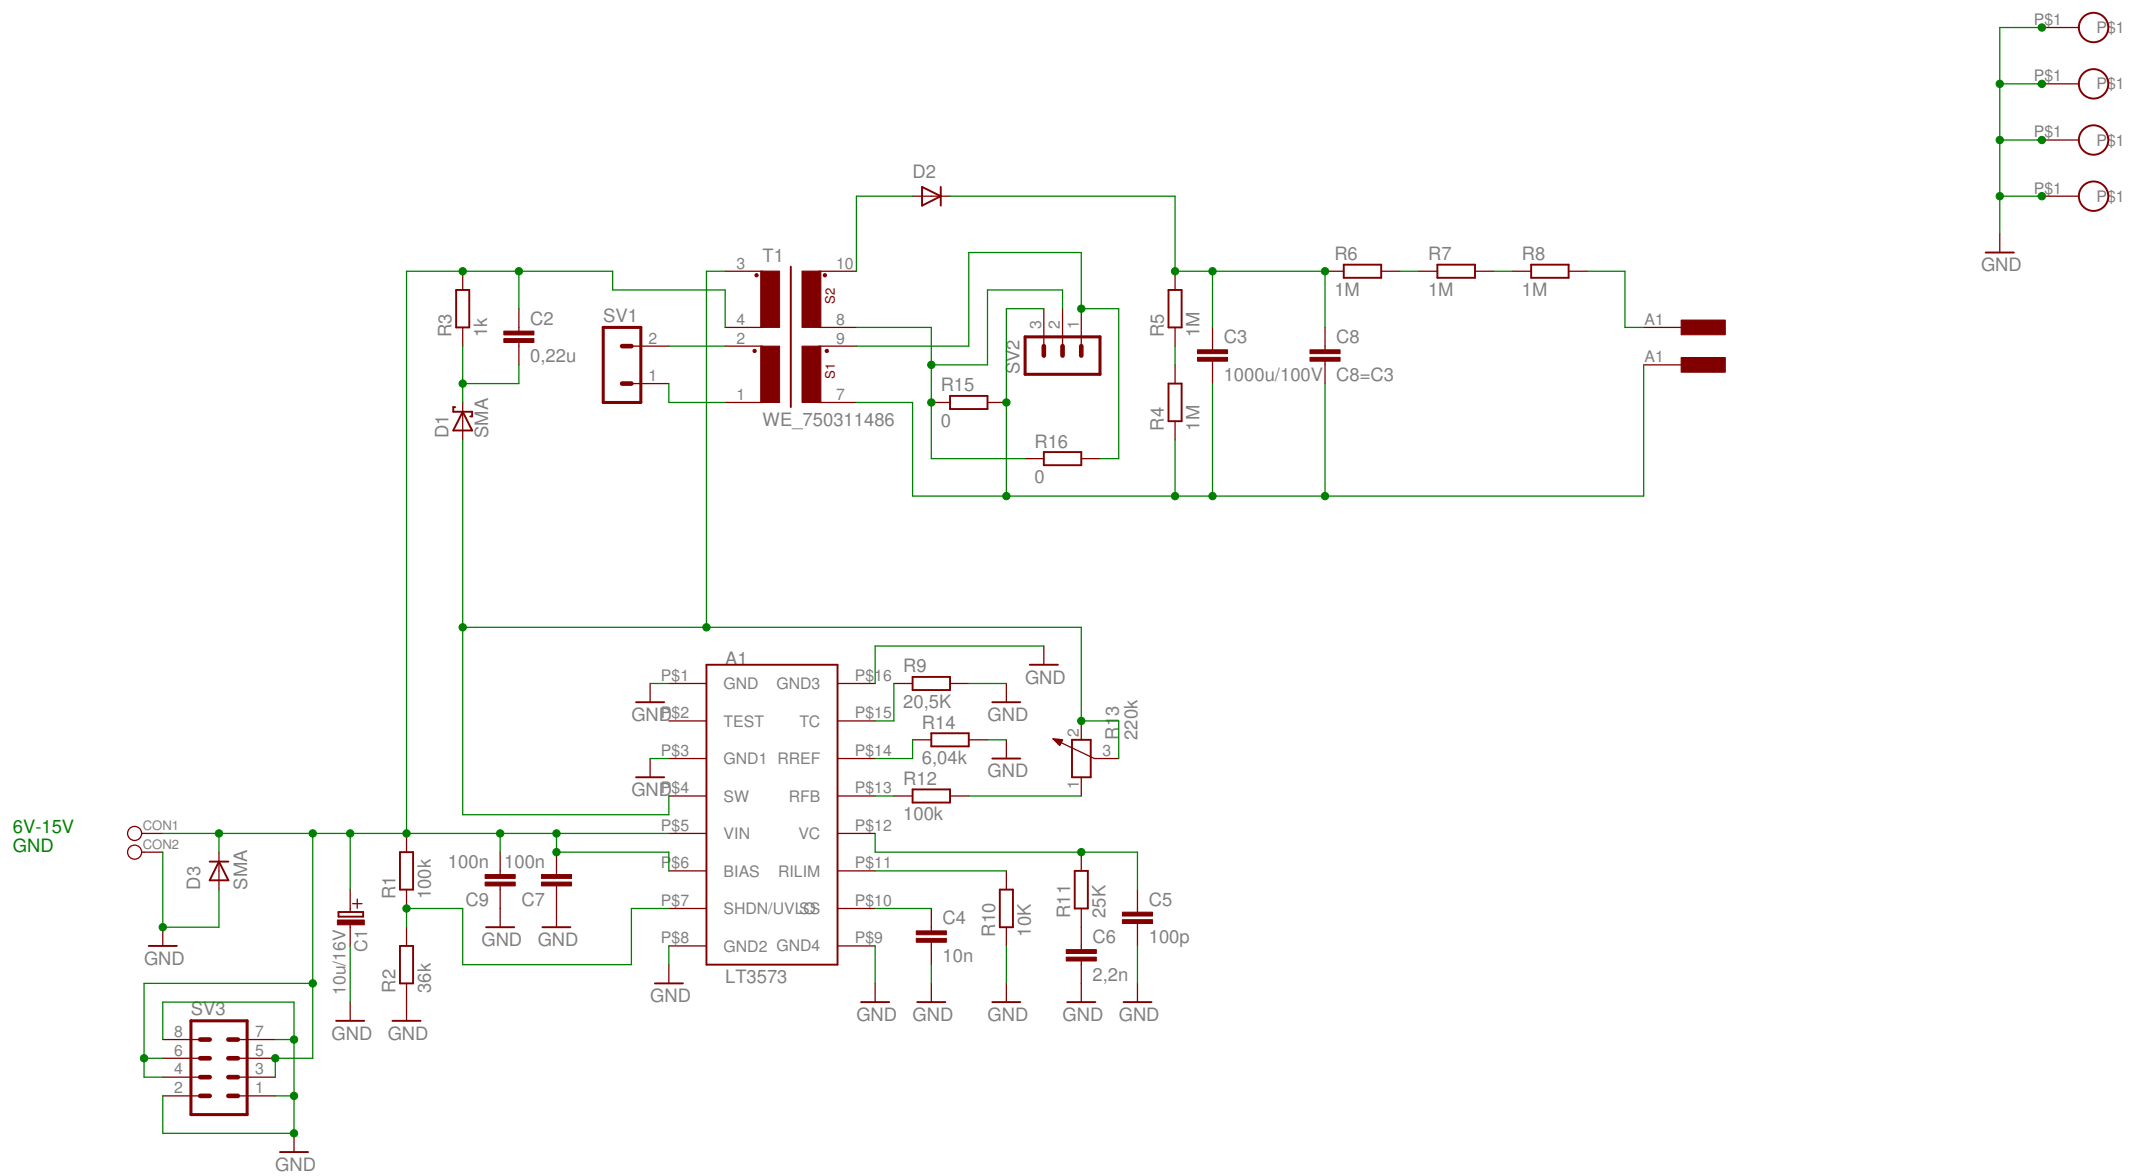 P$1 P$1
P$1 P$1
P$1 P$1
P$1 P$1
GND
D2
T1
3
4
2
1
10
8
9
7
S2
S1
WE_750311486
R3
1k
C2
0,22u
D1
SMA
SV1
2
1
SV2
3
2
1
R15
0
R16
0
R5
1M
R4
1M
C3
1000u/100V
C8
C8=C3
R6
1M
R7
1M
R8
1M
A1
A1
A1
P$1 GND
GND
P$2 TEST
P$3 GND1
GND
P$4 SW
P$5 VIN
P$6 BIAS
P$7 SHDN/UVLO
P$8 GND2
GND
GND3 P$16
GND
TC P$15
RREF P$14
RFB P$13
VC P$12
RILIM P$11
SS P$10
GND4 P$9
LT3573
R9
20,5K
GND
R14
6,04k
GND
R12
100k
R13
220k
2
3
1
6V-15V
GND
CON1
CON2
D3
SMA
GND
10u/16V
C1
+
GND
R1
100k
R2
36k
GND
100n
C9
GND
100n
C7
GND
GND
C4
10n
GND
R10
10K
GND
R11
25K
C6
2,2n
GND
C5
100p
GND
SV3
8 7
6 5
4 3
2 1
GND